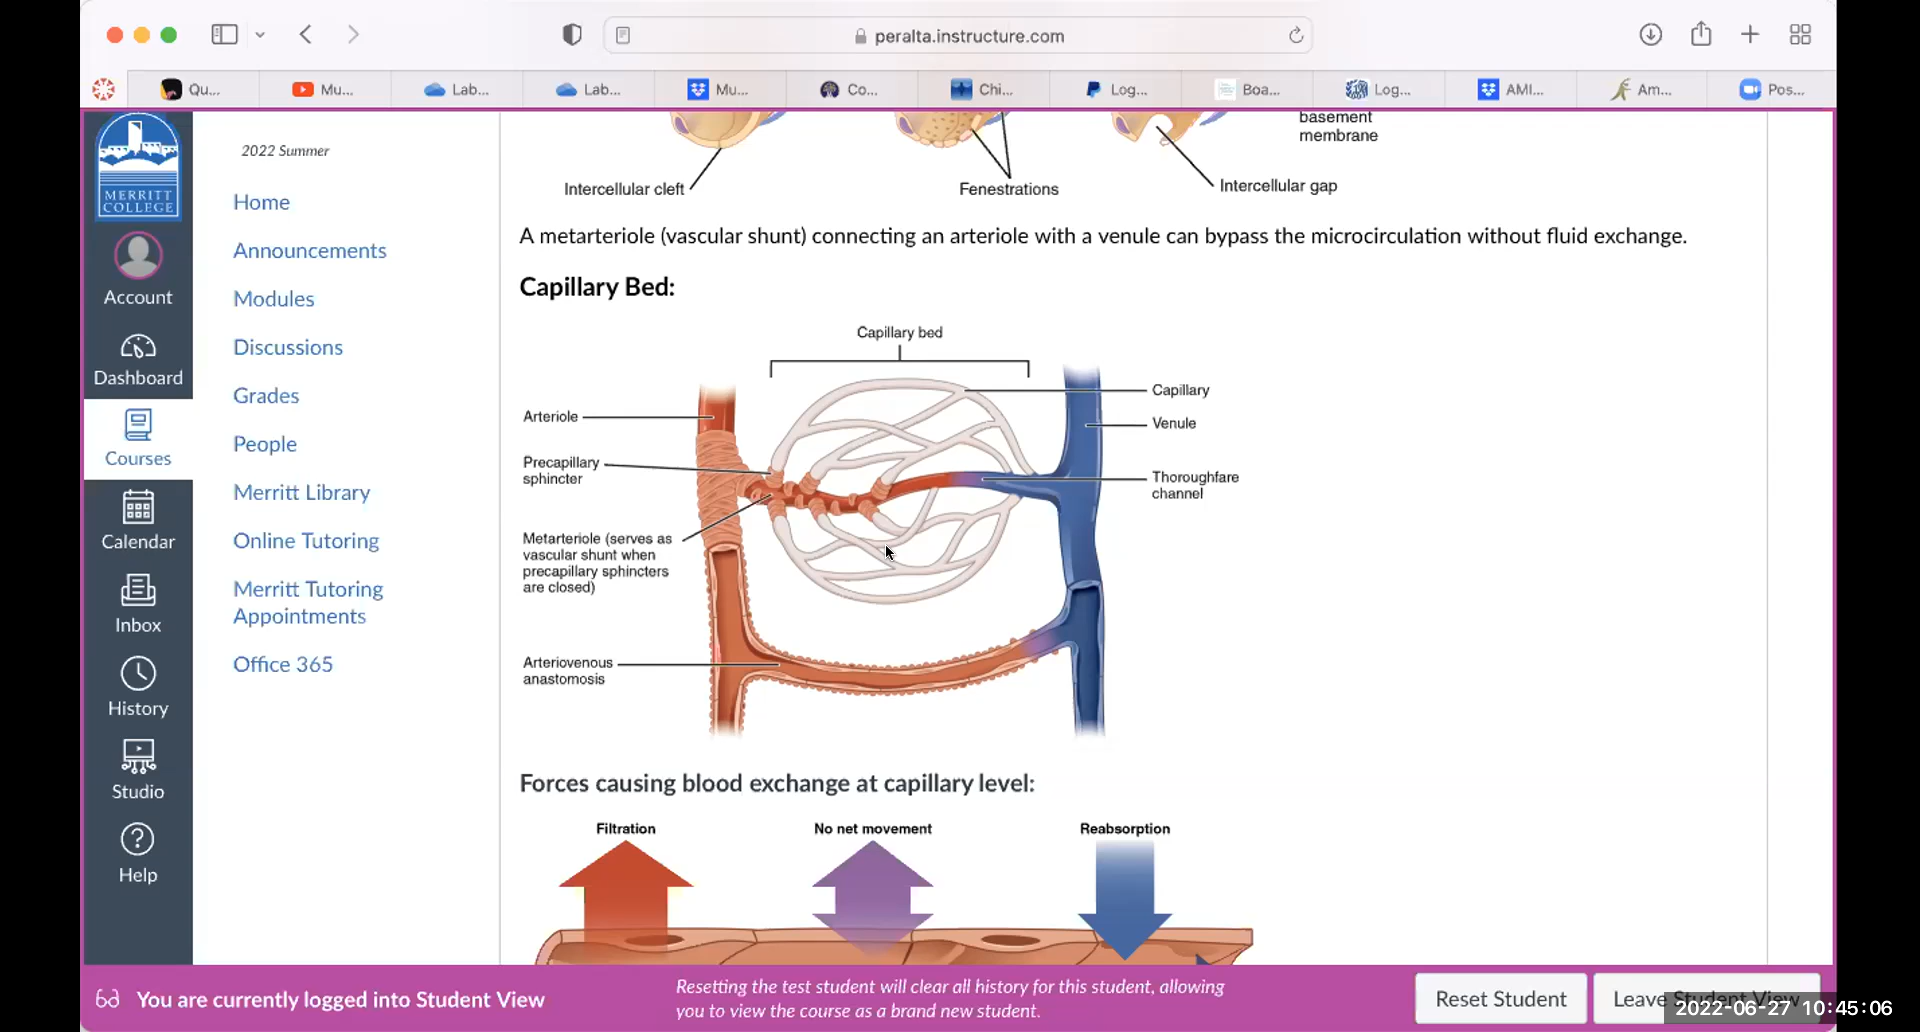 peralta.instructure.com
Qu...
Mu...
Lab...
Lab...
Mu...
Co...
Chi...
Log...
Boa...
Log...
AMI...
Am...
Pos...
MERRITT
COLLEGE
Account
Dashboard
Courses
Calendar
Inbox
History
Studio
Help
2022 Summer
Home
Announcements
Modules
Discussions
Grades
People
Merritt Library
Online Tutoring
Merritt Tutoring
Appointments
Office 365
basement
membrane
Intercellular cleft
Fenestrations
Intercellular gap
A metarteriole (vascular shunt) connecting an arteriole with a venule can bypass the microcirculation without fluid exchange.
Capillary Bed:
Capillary bed
Arteriole
Precapillary
sphincter
Metarteriole (serves as
vascular shunt when
precapillary sphincters
are closed)
Arteriovenous
anastomosis
Capillary
Venule
Thoroughfare
channel
Forces causing blood exchange at capillary level:
Filtration
No net movement
Reabsorption
You are currently logged into Student View
Resetting the test student will clear all history for this student, allowing
you to view the course as a brand new student.
Reset Student
Leave Student View
2022-06-27 10:45:06